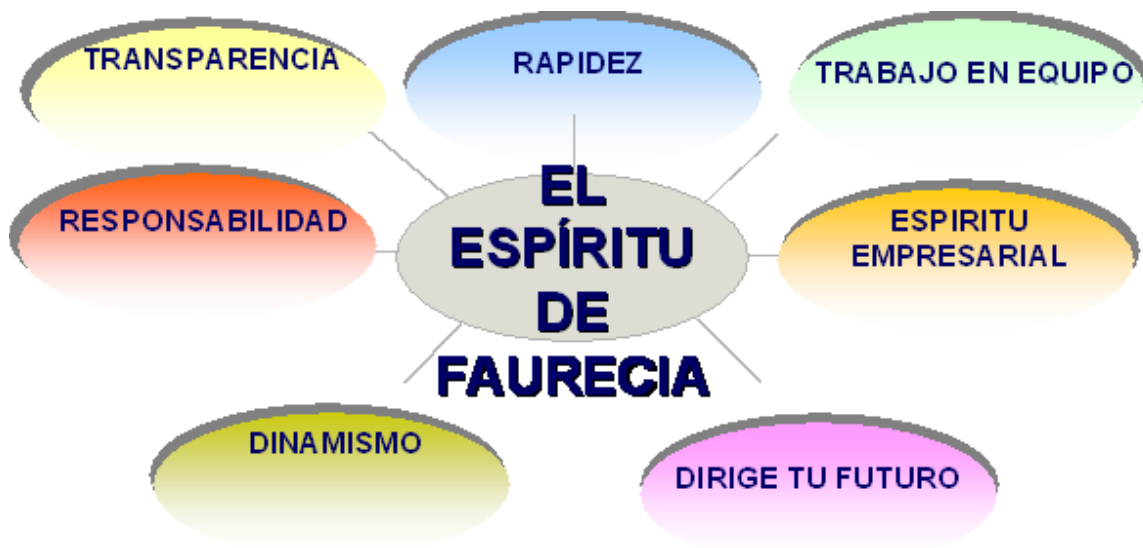 TRANSPARENCIA
RAPIDEZ
TRABAJO EN EQUIPO
RESPONSABILIDAD
EL
ESPÍRITU
DE
FAURECIA
ESPIRITU
EMPRESARIAL
DINAMISMO
DIRIGE TU FUTURO